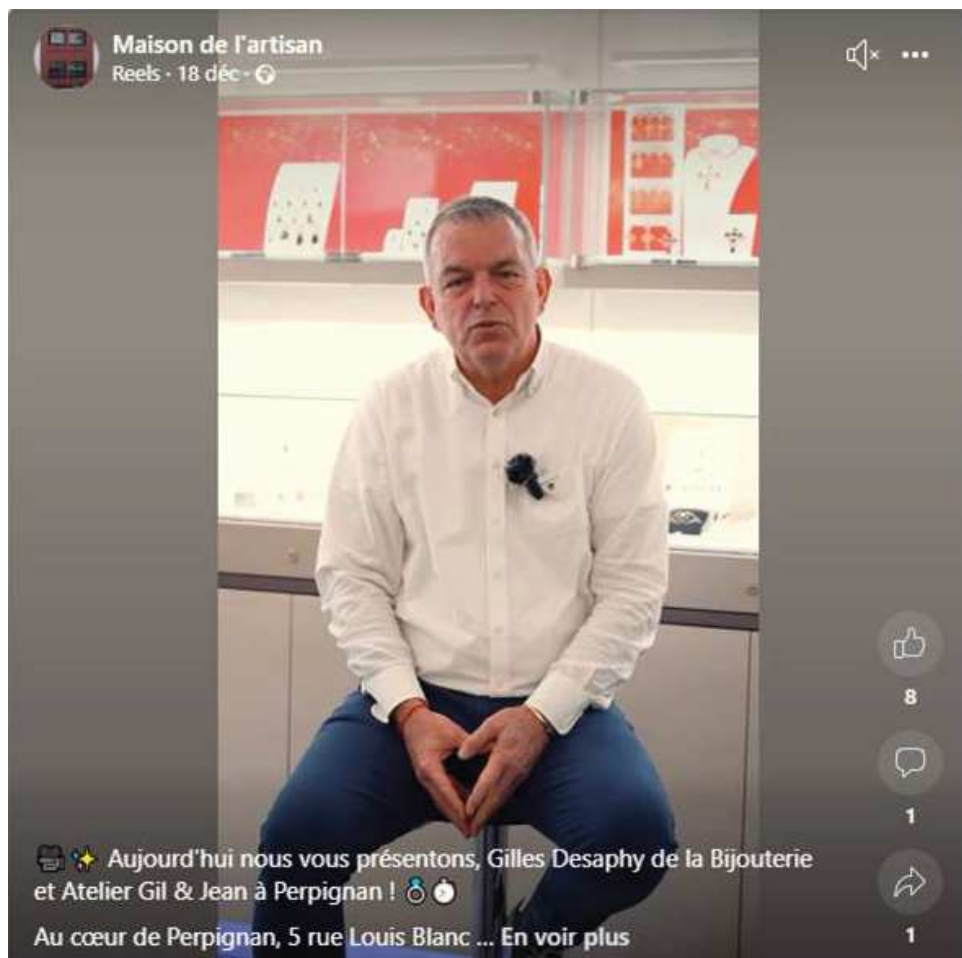 Maison de l'artisan
Reels · 18 déc ·
Aujourd'hui nous vous présentons, Gilles Desaphy de la Bijouterie
et Atelier Gil & Jean à Perpignan !
8
1
Au cœur de Perpignan, 5 rue Louis Blanc ... En voir plus
1